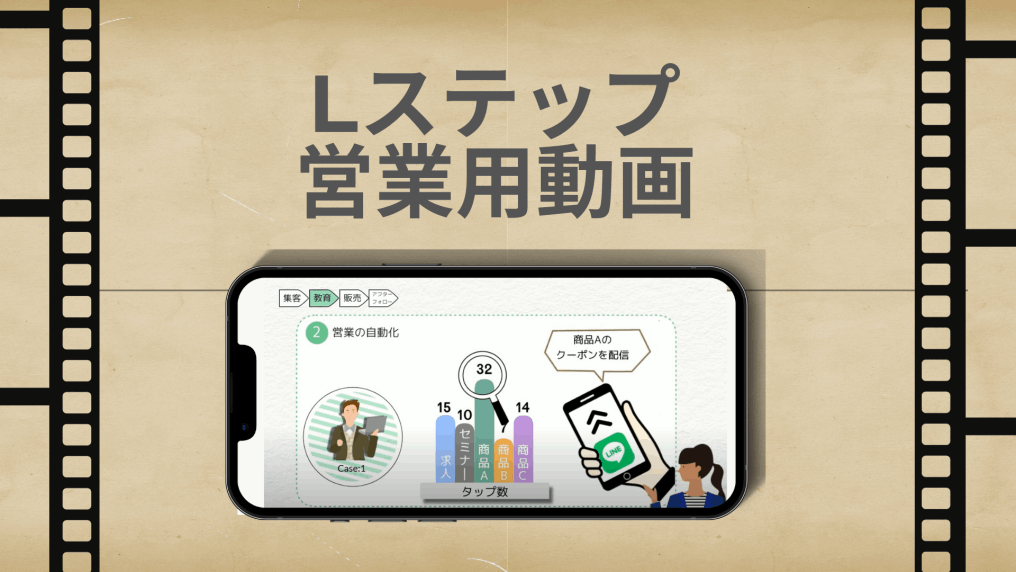 Lステップ
営業用動画
集客
教育
販売
アフター
フォロー
2 営業の自動化
商品Aの
クーポンを配信
32
15
10
7
14
求人
セミナー
商品A
商品B
商品C
タップ数
Case:1
LINE